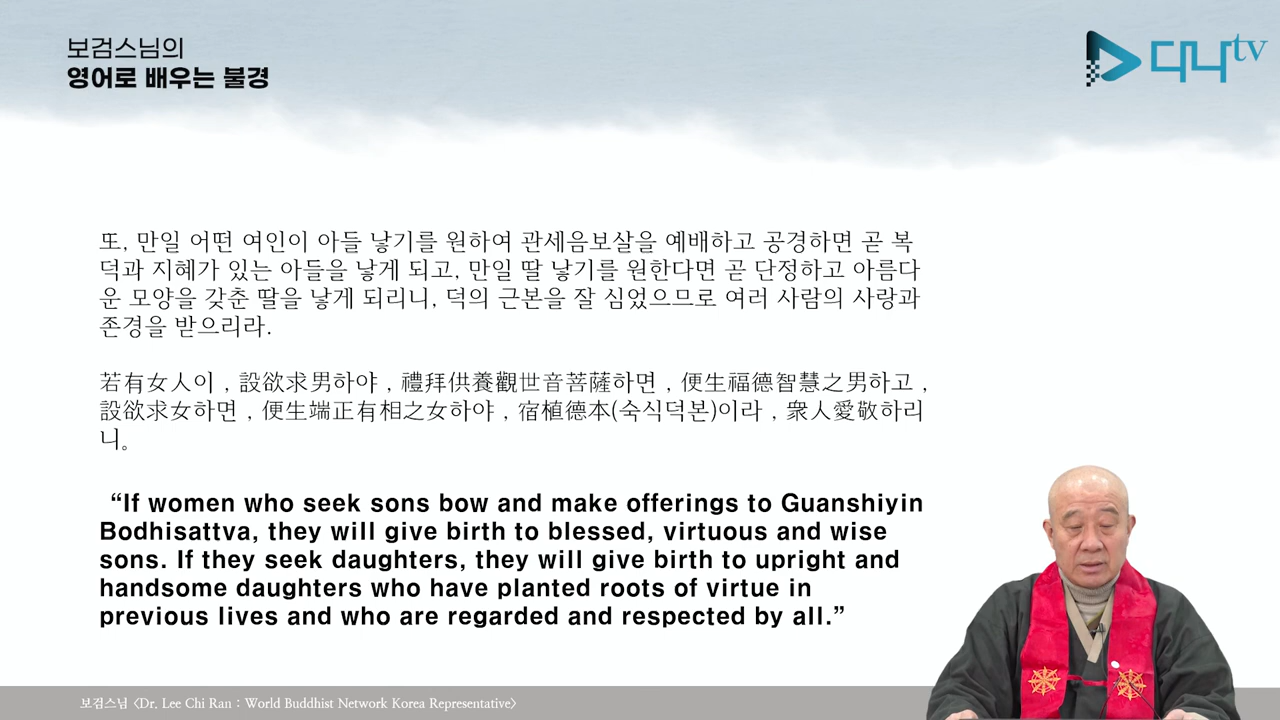 보검스님의
영어로 배우는 불경
디나tv
또, 만일 어떤 여인이 아들 낳기를 원하여 관세음보살을 예배하고 공경하면 곧 복
덕과 지혜가 있는 아들을 낳게 되고, 만일 딸 낳기를 원한다면 곧 단정하고 아름다
운 모양을 갖춘 딸을 낳게 되리니, 덕의 근본을 잘 심었으므로 여러 사람의 사랑과
존경을 받으리라.
若有女人이 , 設欲求男하야 , 禮拜供養觀世音菩薩하면 , 便生福德智慧之男하고 ,
設欲求女하면 , 便生端正有相之女하야 , 宿植德本(숙식덕본)이라 , 衆人愛敬하리
니。
“If women who seek sons bow and make offerings to Guanshiyin
Bodhisattva, they will give birth to blessed, virtuous and wise
sons. If they seek daughters, they will give birth to upright and
handsome daughters who have planted roots of virtue in
previous lives and who are regarded and respected by all.”
보검스님 〈Dr. Lee Chi Ran : World Buddhist Network Korea Representative〉